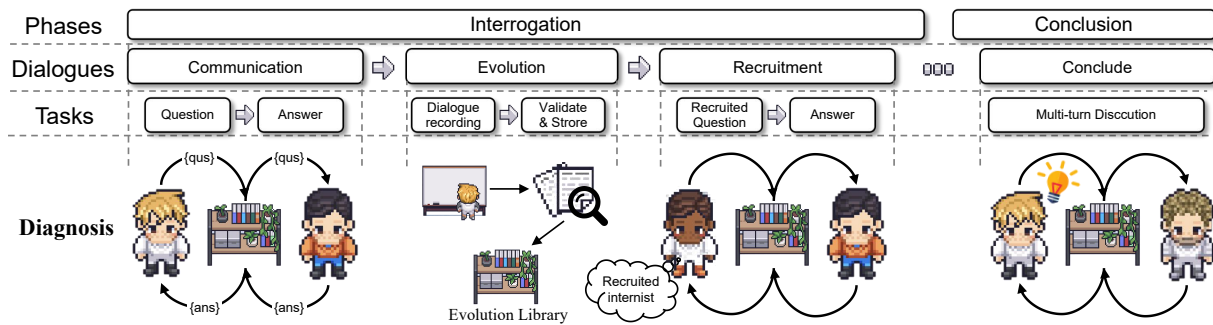 Phases
Interrogation
Conclusion
Dialogues
Communication
Evolution
Recruitment
Conclude
Tasks
Question
Answer
Dialogue
recording
Validate
& Strore
Recruited
Question
Answer
Multi-turn Disccution
Diagnosis
{qus}
{qus}
{ans}
{ans}
Evolution Library
Recruited
internist